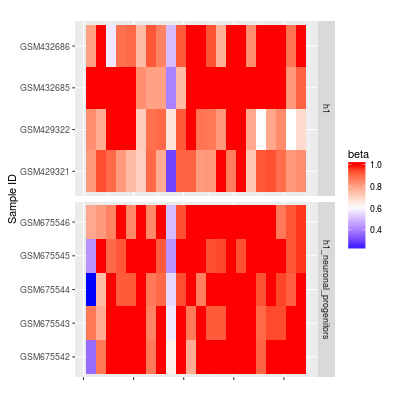 GSM432686
GSM432685
GSM429322
GSM429321
h1
GSM675546
GSM675545
GSM675544
GSM675543
GSM675542
h1_neuronal_progenitors
Sample ID
beta
1.0
0.8
0.6
0.4